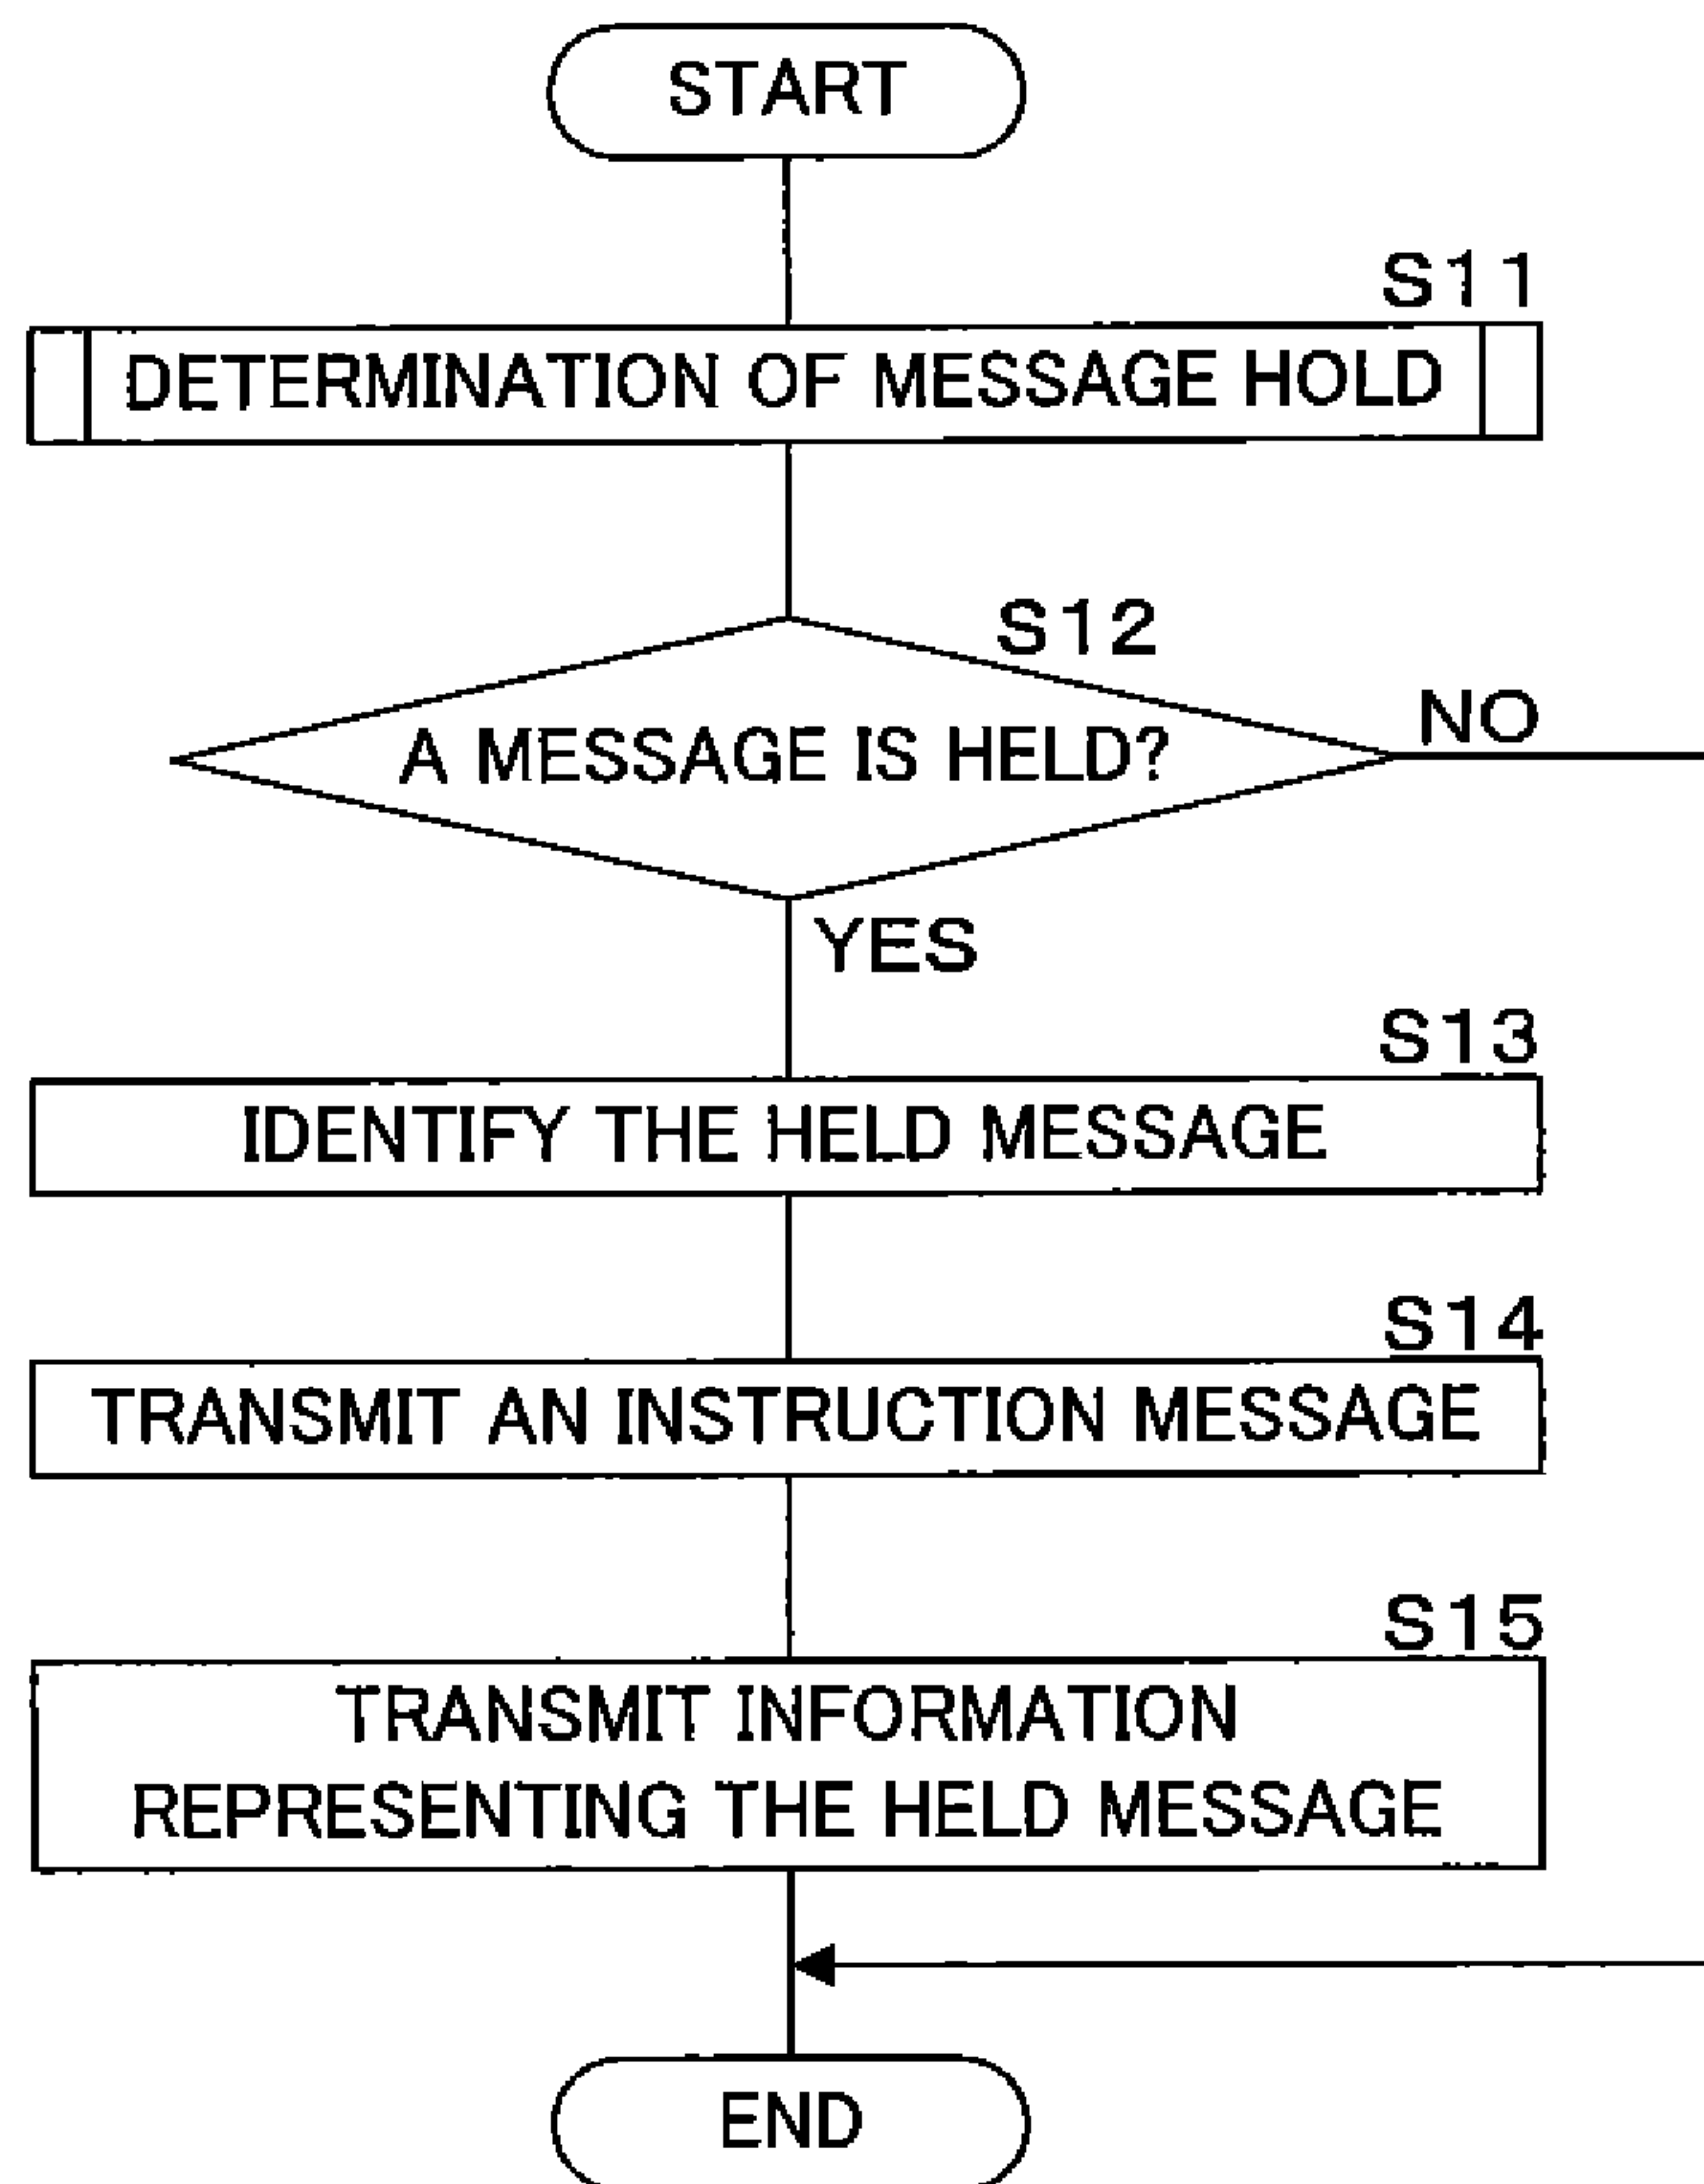 START
S11
DETERMINATION OF MESSAGE HOLD
S12
A MESSAGE IS HELD?
NO
YES
S13
IDENTIFY THE HELD MESSAGE
S14
TRANSMIT AN INSTRUCTION MESSAGE
S15
TRANSMIT INFORMATION
REPRESENTING THE HELD MESSAGE
END